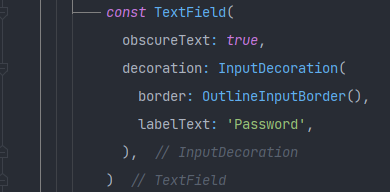 const TextField(
obscureText: true,
decoration: InputDecoration(
border: OutlineInputBorder(),
labelText: 'Password',
), // InputDecoration
) // TextField